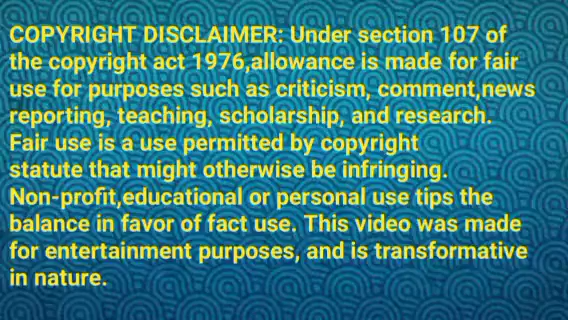 COPYRIGHT DISCLAIMER: Under section 107 of
the copyright act 1976,allowance is made for fair
use for purposes such as criticism, comment,news
reporting, teaching, scholarship, and research.
Fair use is a use permitted by copyright
statute that might otherwise be infringing.
Non-profit,educational or personal use tips the
balance in favor of fact use. This video was made
for entertainment purposes, and is transformative
in nature.